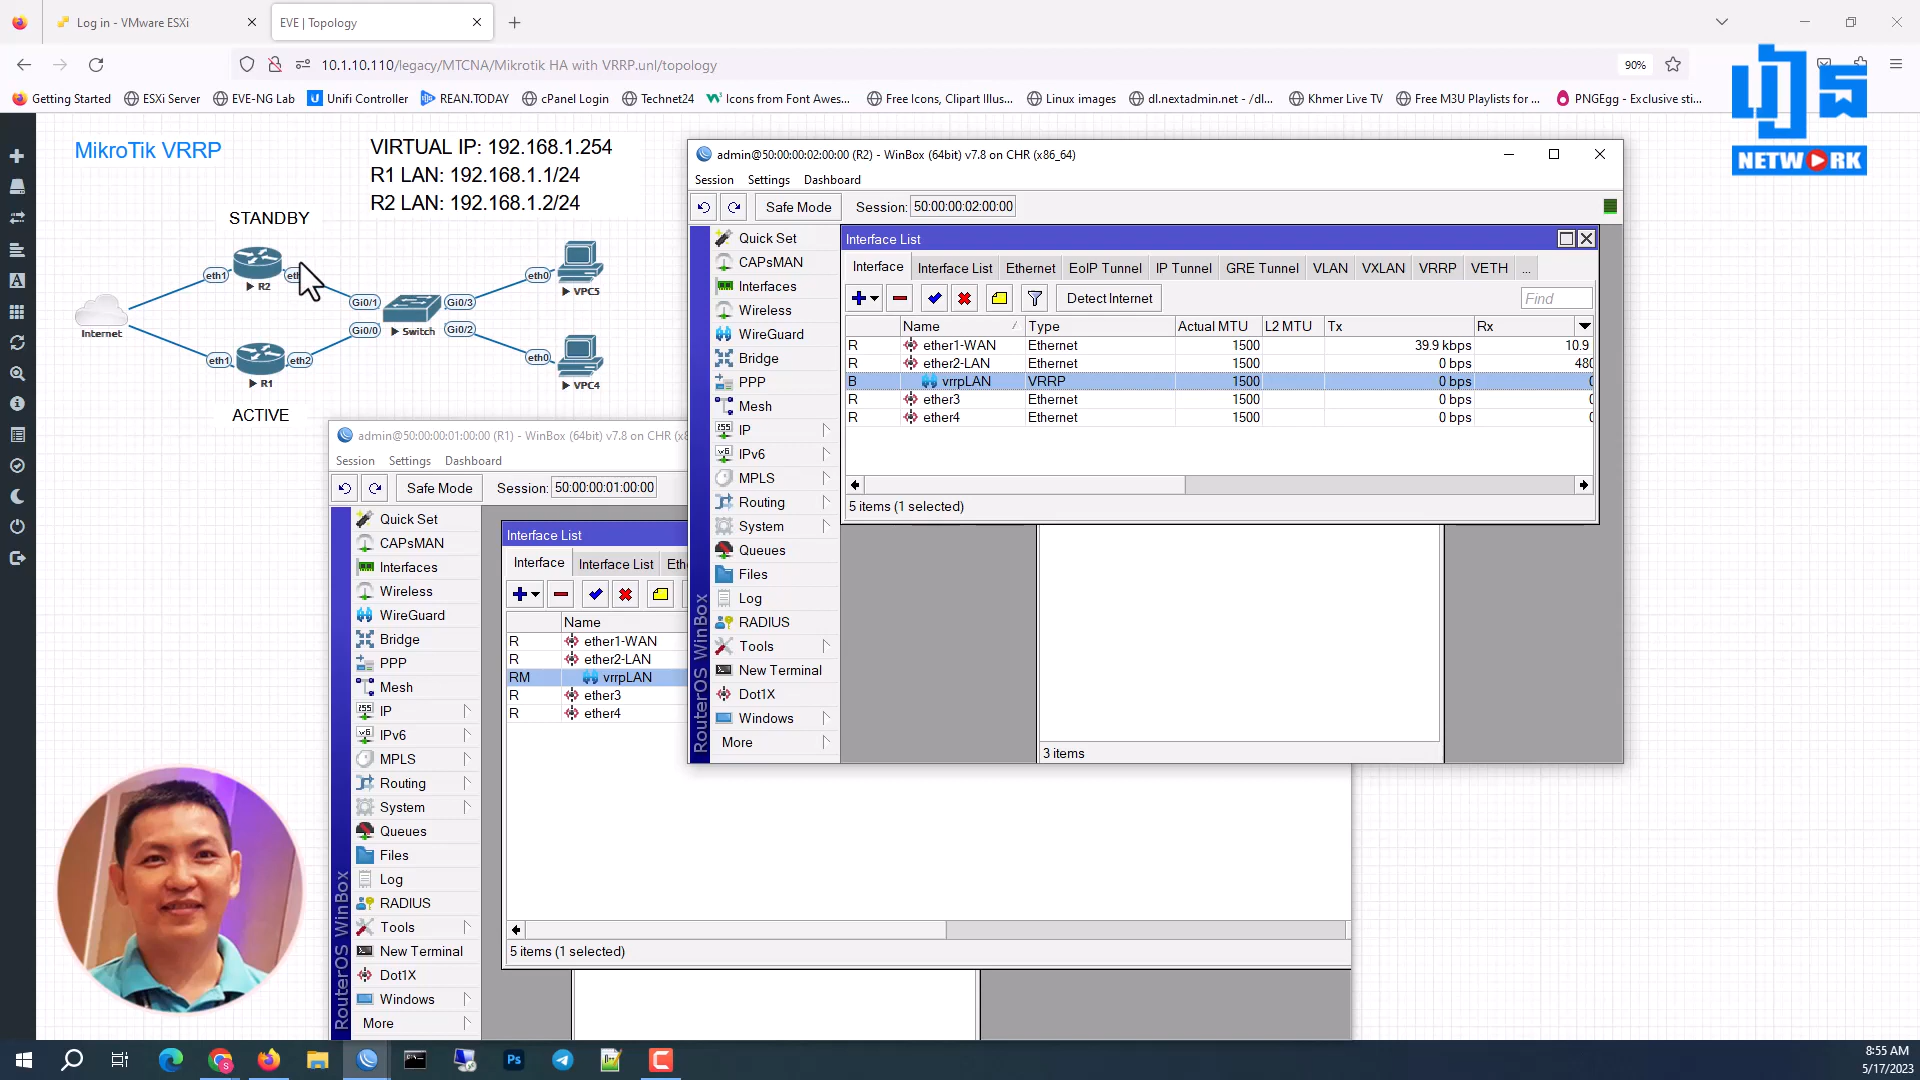 Log in - VMware ESXi
EVE | Topology
10.1.10.110/legacy/MTCNA/Mikrotik HA with VRRP.unl/topology
90%
Getting Started
ESXi Server
EVE-NG Lab
Unifi Controller
REAN.TODAY
cPanel Login
Technet24
Icons from Font Awes...
Free Icons, Clipart Illus...
Linux images
dl.nextadmin.net - /dl...
Khmer Live TV
Free M3U Playlists for ...
PNGEgg - Exclusive sti...
NETWORK
MikroTik VRRP
VIRTUAL IP: 192.168.1.254
R1 LAN: 192.168.1.1/24
R2 LAN: 192.168.1.2/24
STANDBY
eth1
R2
Gi0/1
Gi0/3
eth0
VPC5
Internet
Switch
eth1
R1
eth2
Gi0/0
Gi0/2
eth0
VPC4
ACTIVE
admin@50:00:00:02:00:00 (R2) - WinBox (64bit) v7.8 on CHR (x86_64)
Session Settings Dashboard
Safe Mode Session: 50:00:00:02:00:00
Quick Set
CAPsMAN
Interfaces
Wireless
WireGuard
Bridge
PPP
Mesh
IP
IPv6
MPLS
Routing
System
Queues
Files
Log
RADIUS
Tools
New Terminal
Dot1X
Windows
More
RouterOS WinBox
Interface List
Interface Interface List Ethernet EoIP Tunnel IP Tunnel GRE Tunnel VLAN VXLAN VRRP VETH ...
Detect Internet Find
Name Type Actual MTU L2 MTU Tx Rx
R ether1-WAN Ethernet 1500 39.9 kbps 10.9
R ether2-LAN Ethernet 1500 0 bps 480
B vrrpLAN VRRP 1500 0 bps 0
R ether3 Ethernet 1500 0 bps 0
R ether4 Ethernet 1500 0 bps 0
5 items (1 selected)
3 items
admin@50:00:00:01:00:00 (R1) - WinBox (64bit) v7.8 on CHR (x8
Session Settings Dashboard
Safe Mode Session: 50:00:00:01:00:00
Quick Set
CAPsMAN
Interfaces
Wireless
WireGuard
Bridge
PPP
Mesh
IP
IPv6
MPLS
Routing
System
Queues
Files
Log
RADIUS
Tools
New Terminal
Dot1X
Windows
More
RouterOS WinBox
Interface List
Interface Interface List Eth
Name
R ether1-WAN
R ether2-LAN
RM vrrpLAN
R ether3
R ether4
5 items (1 selected)
8:55 AM
5/17/2023